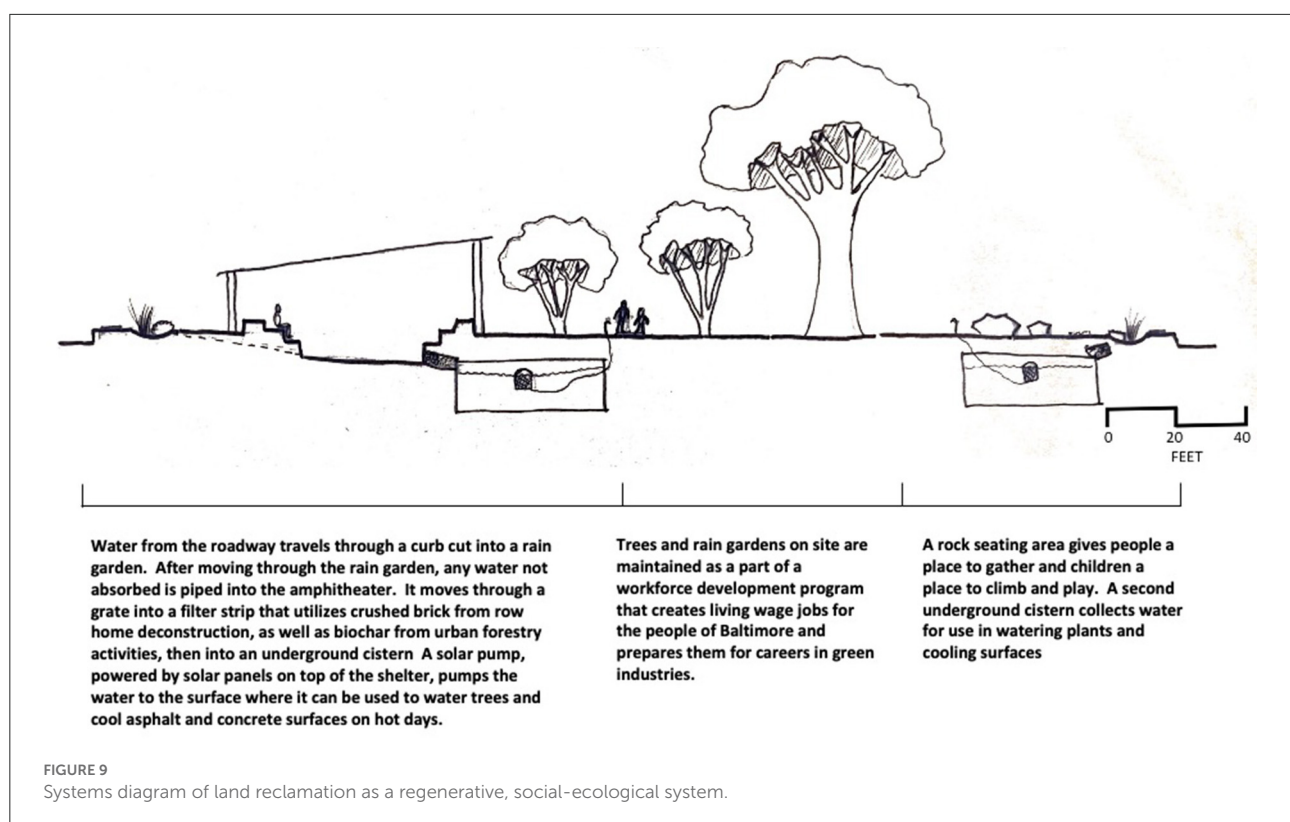 0
20
40
FEET
Water from the roadway travels through a curb cut into a rain
garden.  After moving through the rain garden, any water not
absorbed is piped into the amphitheater.  It moves through a
grate into a filter strip that utilizes crushed brick from row
home deconstruction, as well as biochar from urban forestry
activities, then into an underground cistern  A solar pump,
powered by solar panels on top of the shelter, pumps the
water to the surface where it can be used to water trees and
cool asphalt and concrete surfaces on hot days.
Trees and rain gardens on site are
maintained as a part of a
workforce development program
that creates living wage jobs for
the people of Baltimore and
prepares them for careers in green
industries.
A rock seating area gives people a
place to gather and children a
place to climb and play.  A second
underground cistern collects water
for use in watering plants and
cooling surfaces
FIGURE 9
Systems diagram of land reclamation as a regenerative, social-ecological system.